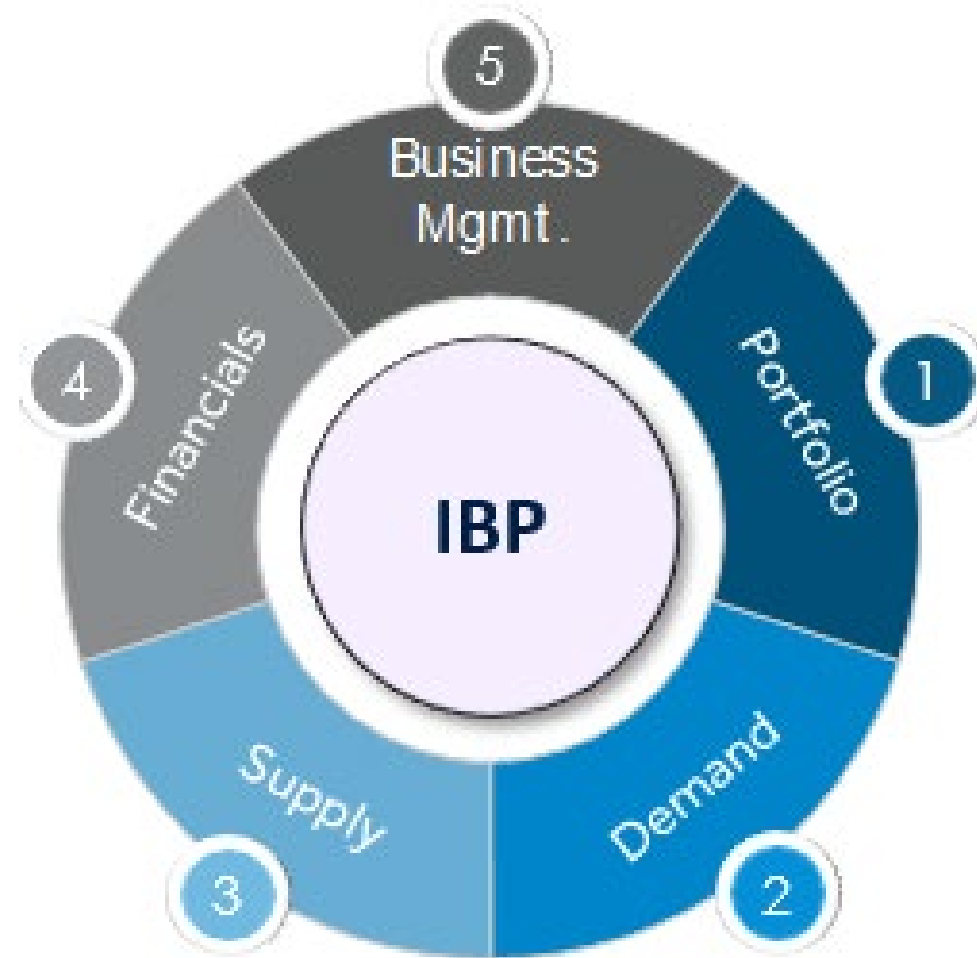 5
Business
Mgmt.
1
Portfolio
2
Demand
3
Supply
4
Financials
IBP